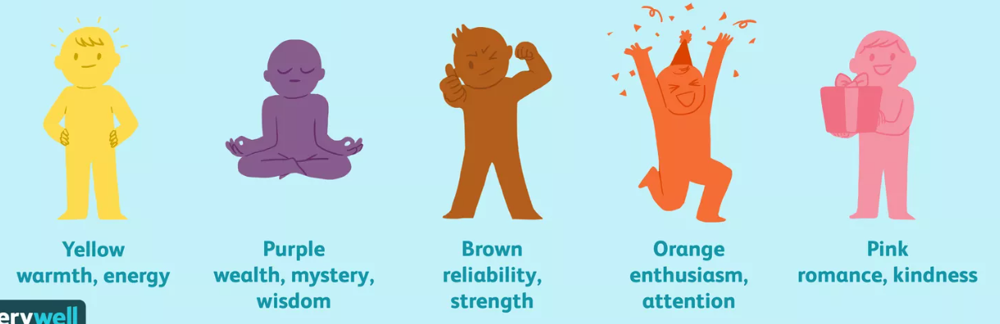 Yellow
warmth, energy
Purple
wealth, mystery,
wisdom
Brown
reliability,
strength
Orange
enthusiasm,
attention
Pink
romance, kindness
erywell